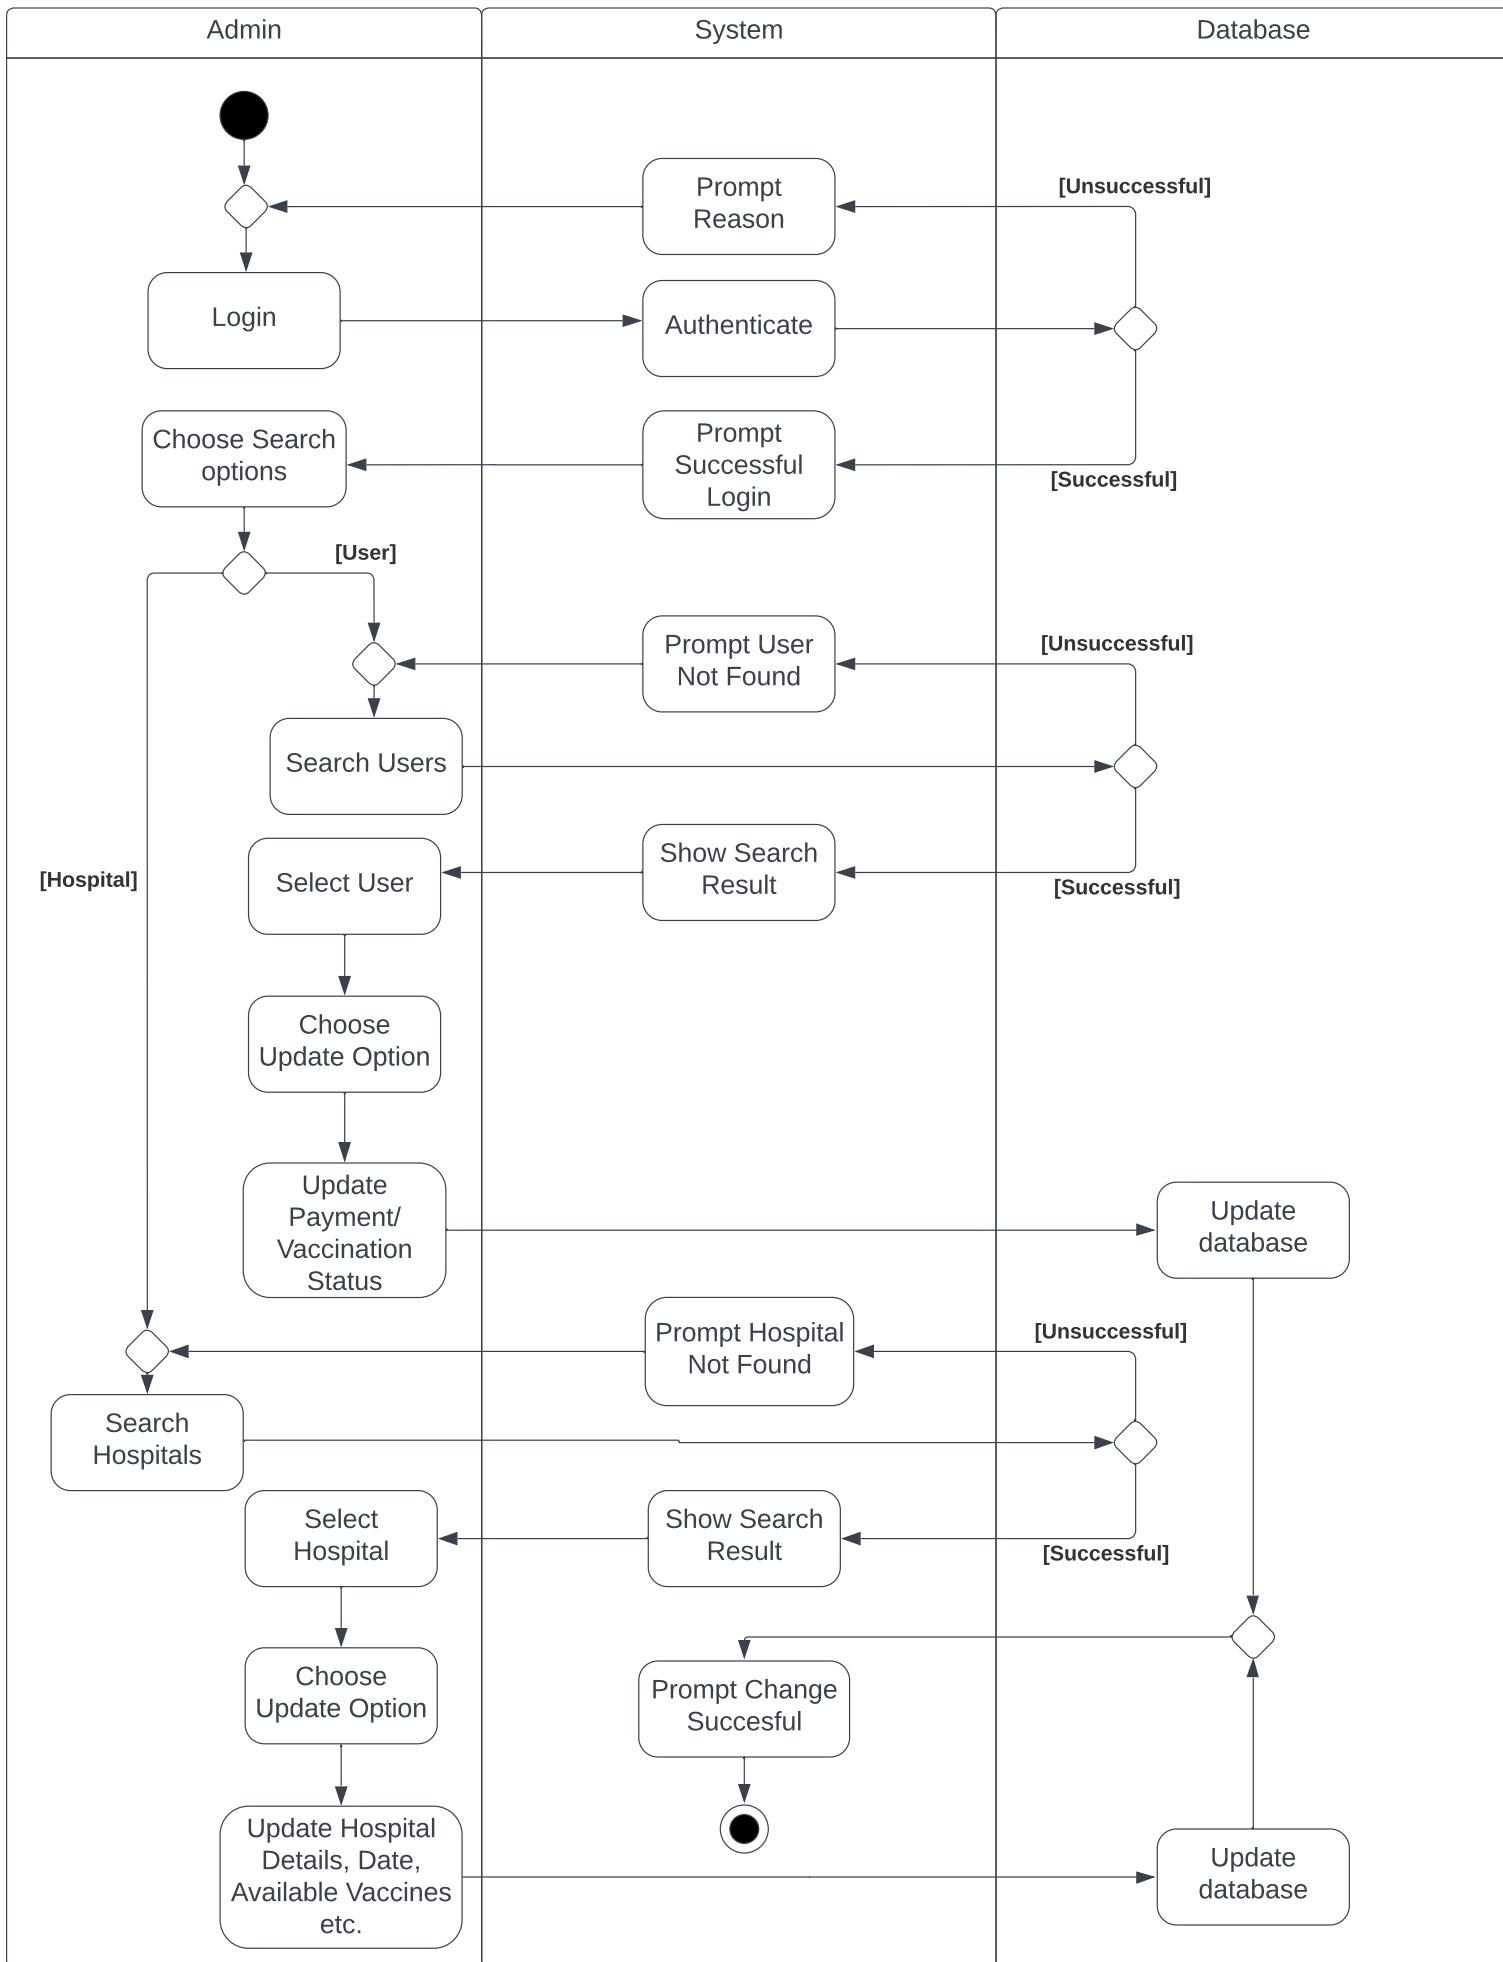 Admin
System
Database
Prompt
Reason
[Unsuccessful]
Login
Authenticate
Choose Search
options
Prompt
Successful
Login
[Successful]
[User]
Prompt User
Not Found
[Unsuccessful]
Search Users
[Hospital]
Select User
Show Search
Result
[Successful]
Choose
Update Option
Update
Payment/
Vaccination
Status
Update
database
Prompt Hospital
Not Found
[Unsuccessful]
Search
Hospitals
Select
Hospital
Show Search
Result
[Successful]
Choose
Update Option
Prompt Change
Succesful
Update Hospital
Details, Date,
Available Vaccines
etc.
Update
database